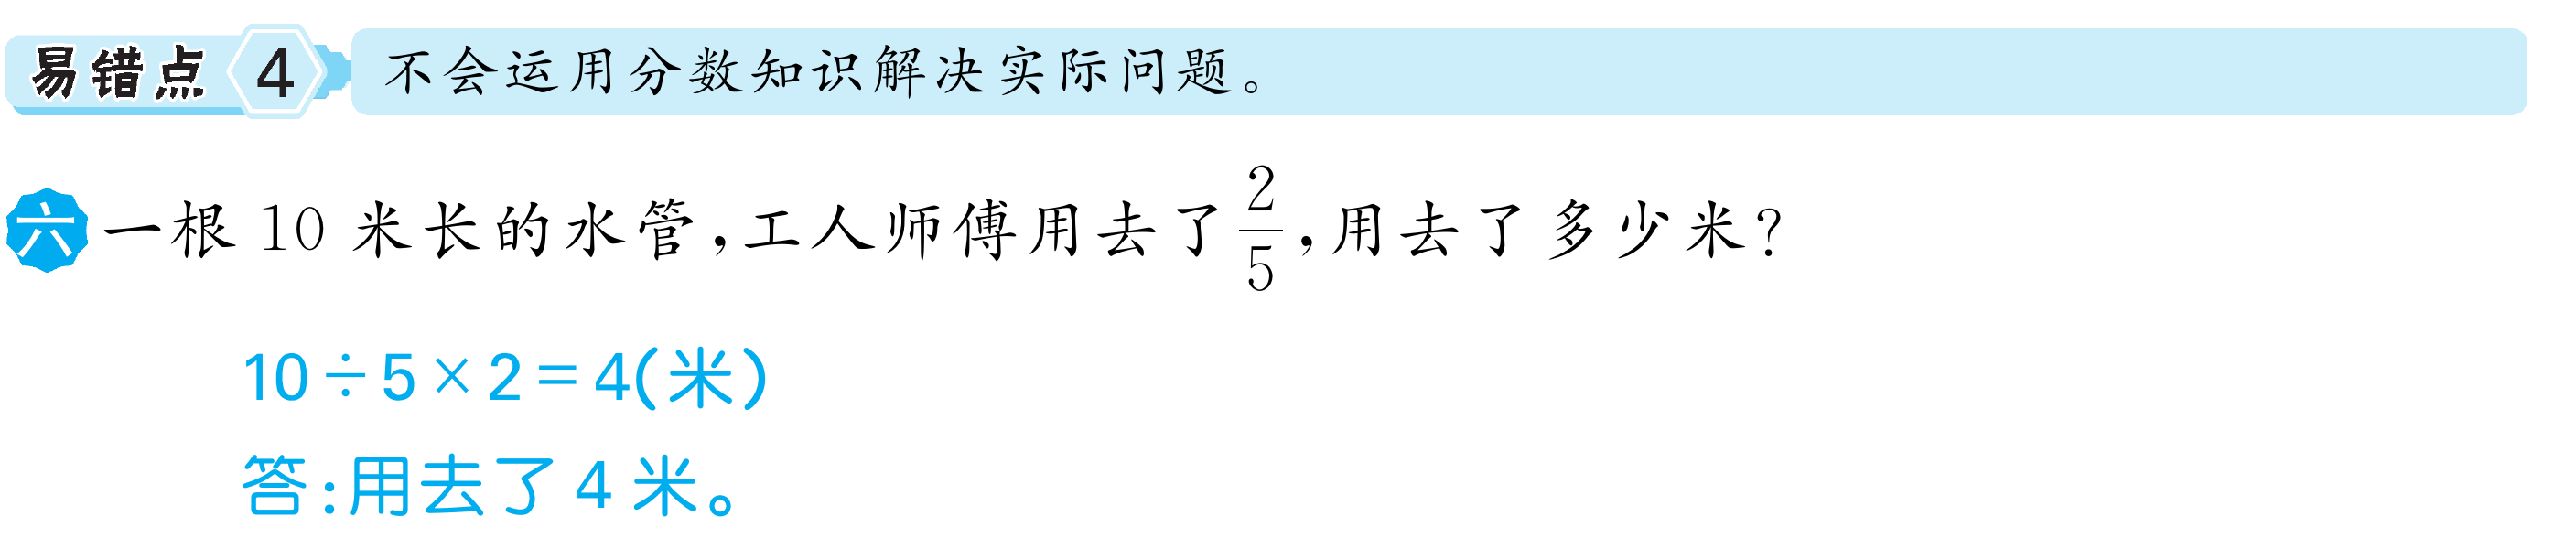 易错点 4 不会运用分数知识解决实际问题。
六 一根 10 米长的水管,工人师傅用去了2/5,用去了多少米?
10÷5×2=4(米)
答:用去了 4 米。